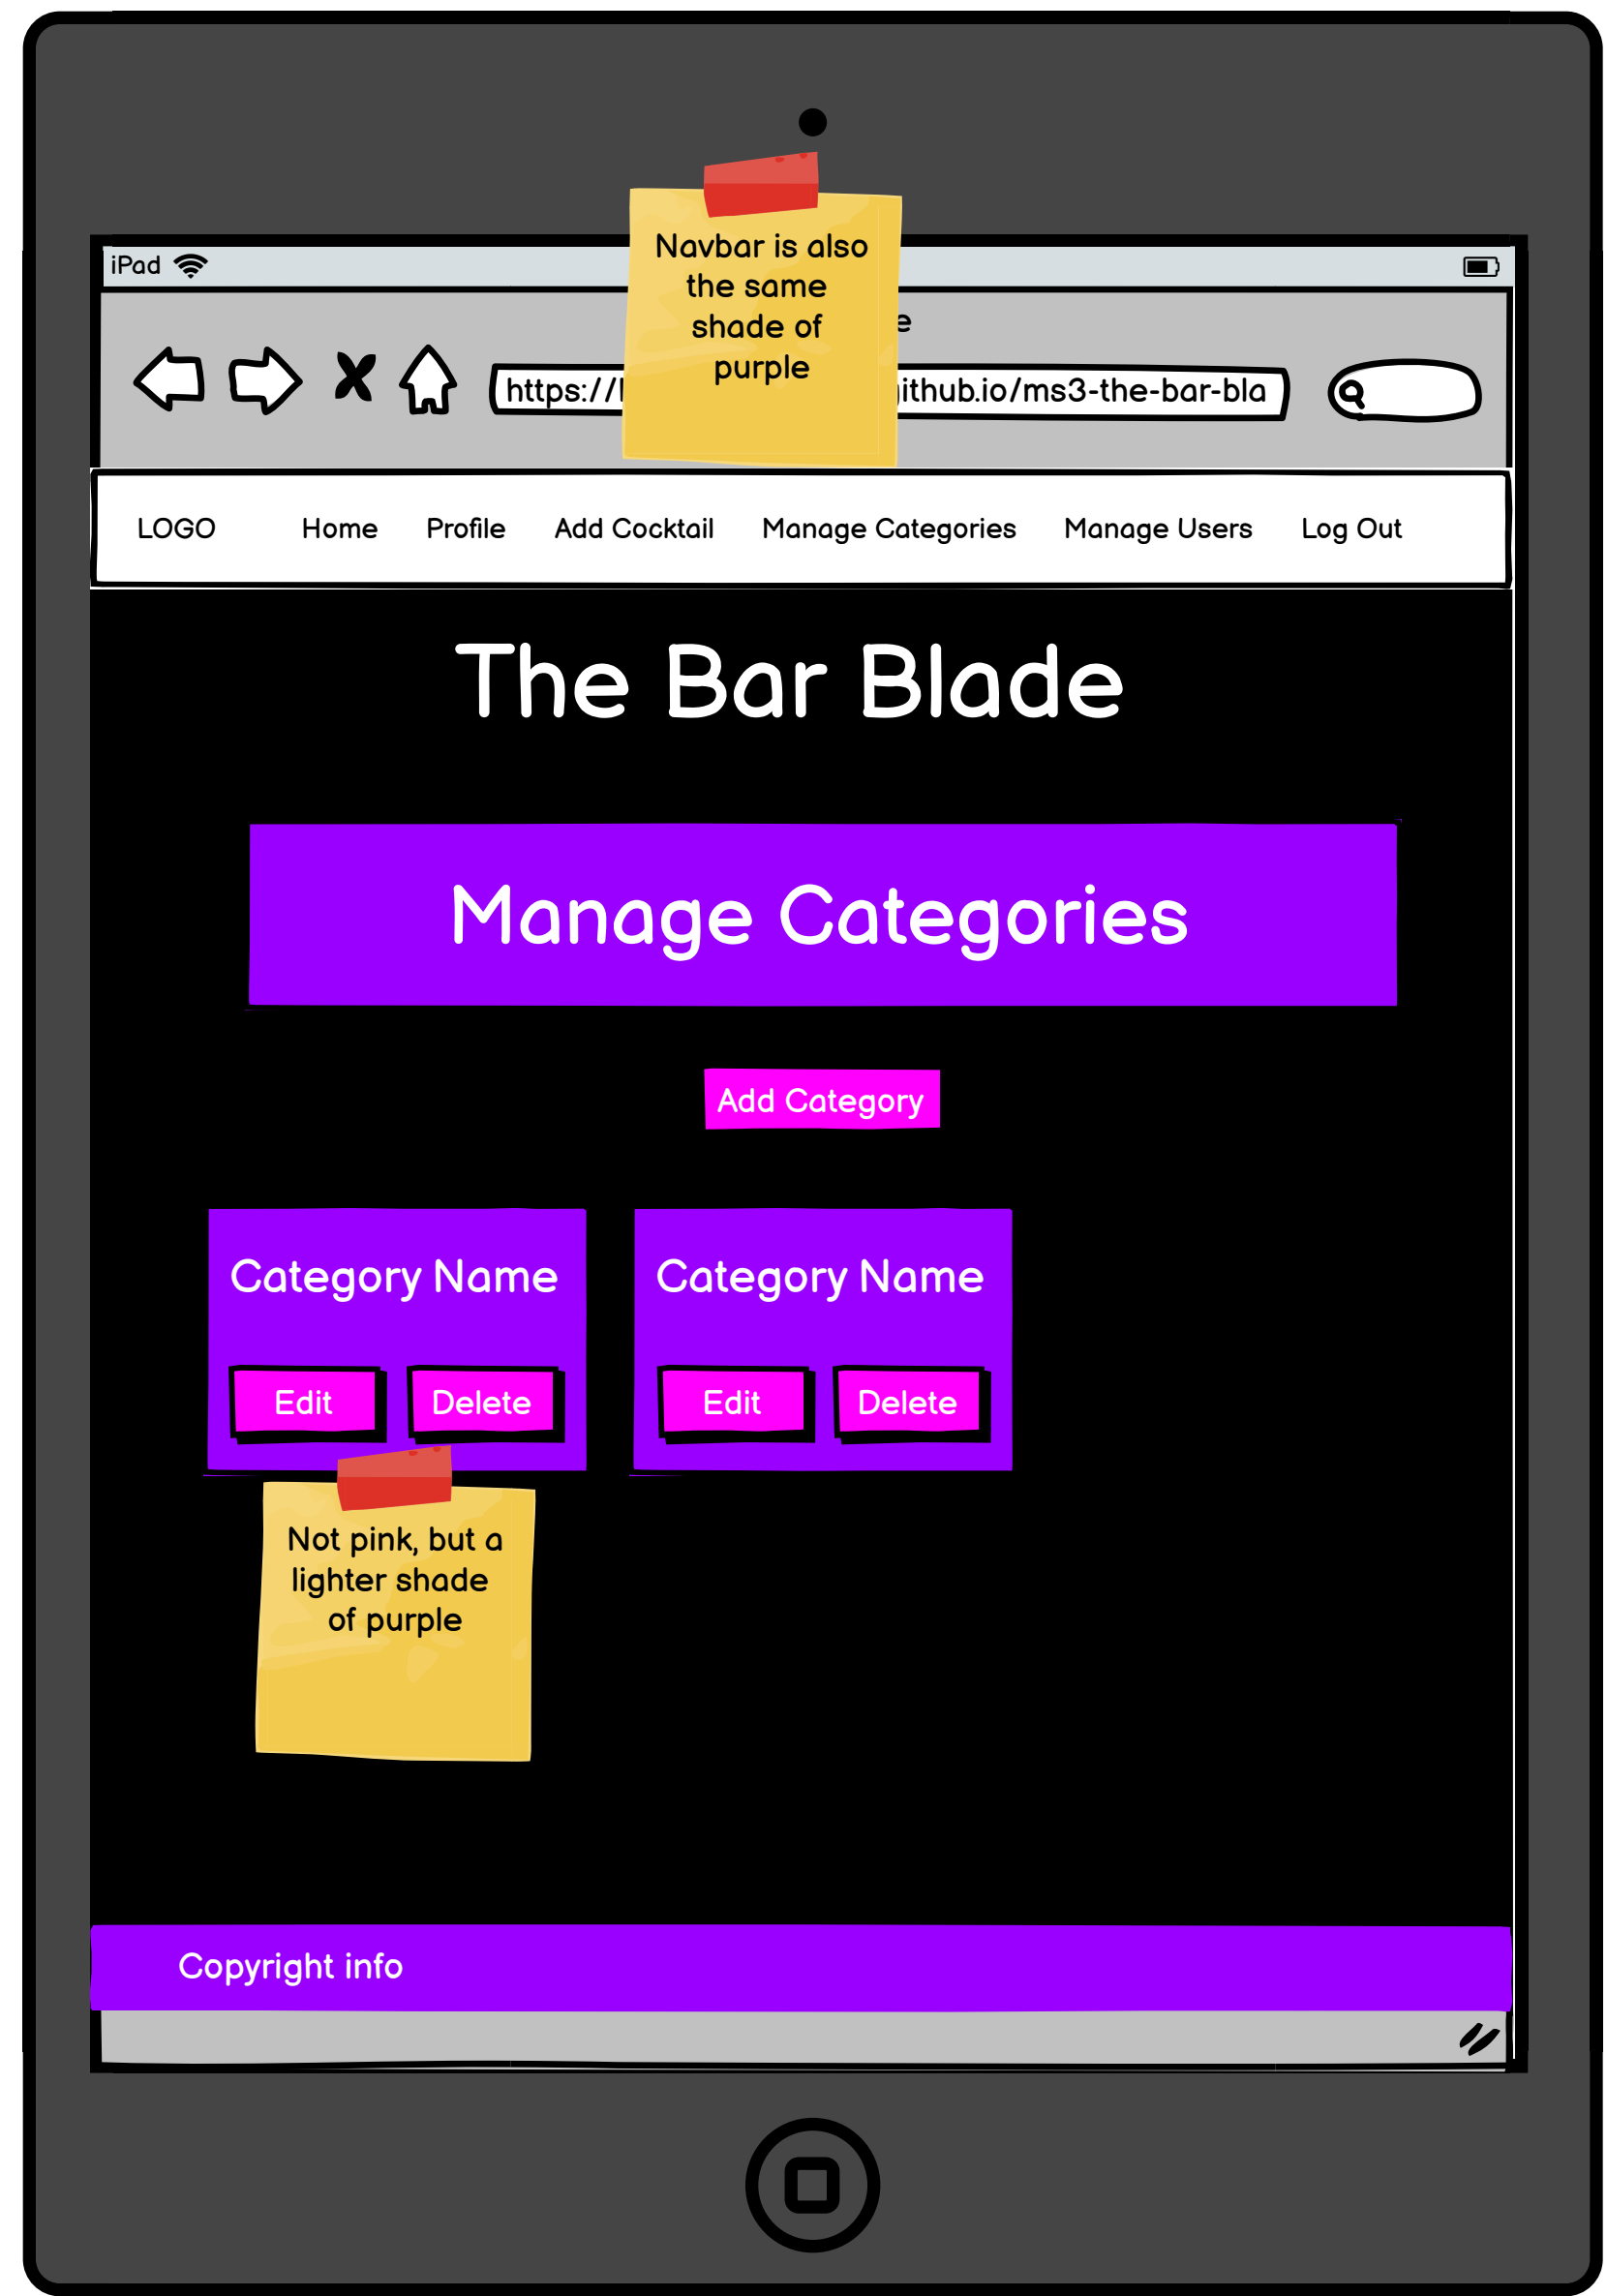 Navbar is also
the same
shade of
purple
iPad
https:// github.io/ms3-the-bar-bla
LOGO Home Profile Add Cocktail Manage Categories Manage Users Log Out
The Bar Blade
Manage Categories
Add Category
Category Name Category Name
Edit Delete Edit Delete
Not pink, but a
lighter shade
of purple
Copyright info